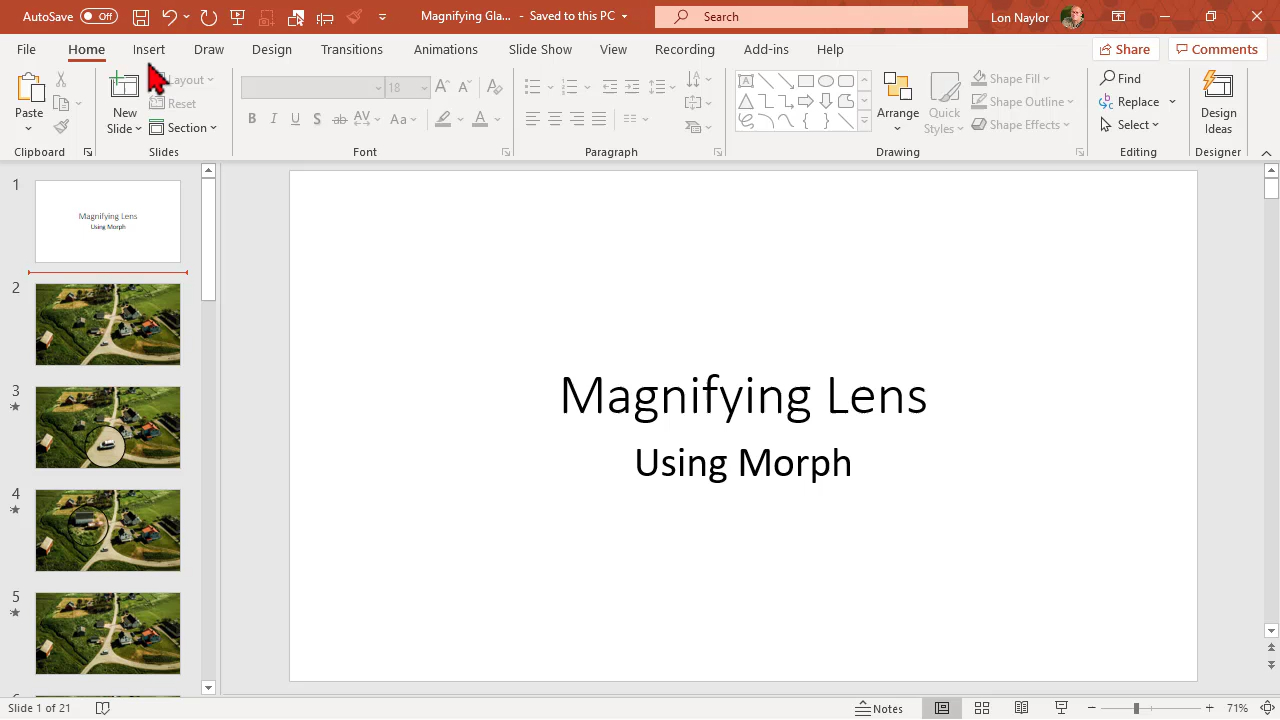 AutoSave Off Magnifying Gla... - Saved to this PC Search Lon Naylor
File Home Insert Draw Design Transitions Animations Slide Show View Recording Add-ins Help Share Comments
Paste
New
Slide
Layout
Reset
Section
18
B I U S ab AV Aa A
Arrange
Quick
Styles
Shape Fill
Shape Outline
Shape Effects
Find
Replace
Select
Design
Ideas
Clipboard Slides Font Paragraph Drawing Editing Designer
1
Magnifying Lens
Using Morph
2
3
4
5
Magnifying Lens
Using Morph
Slide 1 of 21 Notes 71%